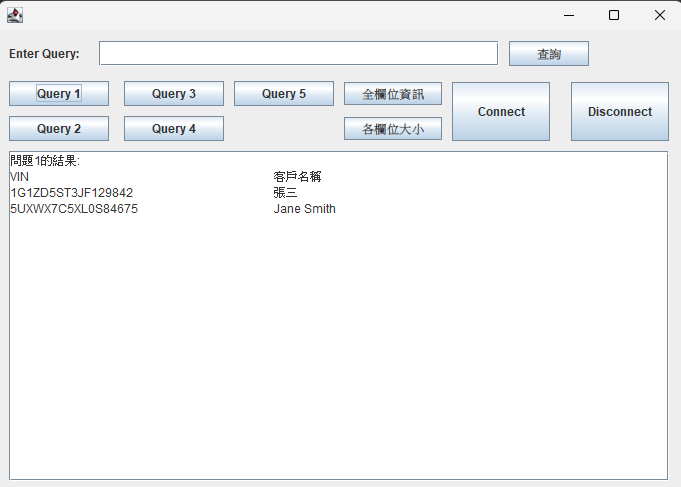 Enter Query: 查詢
Query 1 Query 3 Query 5 全欄位資訊 Connect Disconnect
Query 2 Query 4 各欄位大小
問題1的結果:
VIN 客戶名稱
1G1ZD5ST3JF129842 張三
5UXWX7C5XL0S84675 Jane Smith